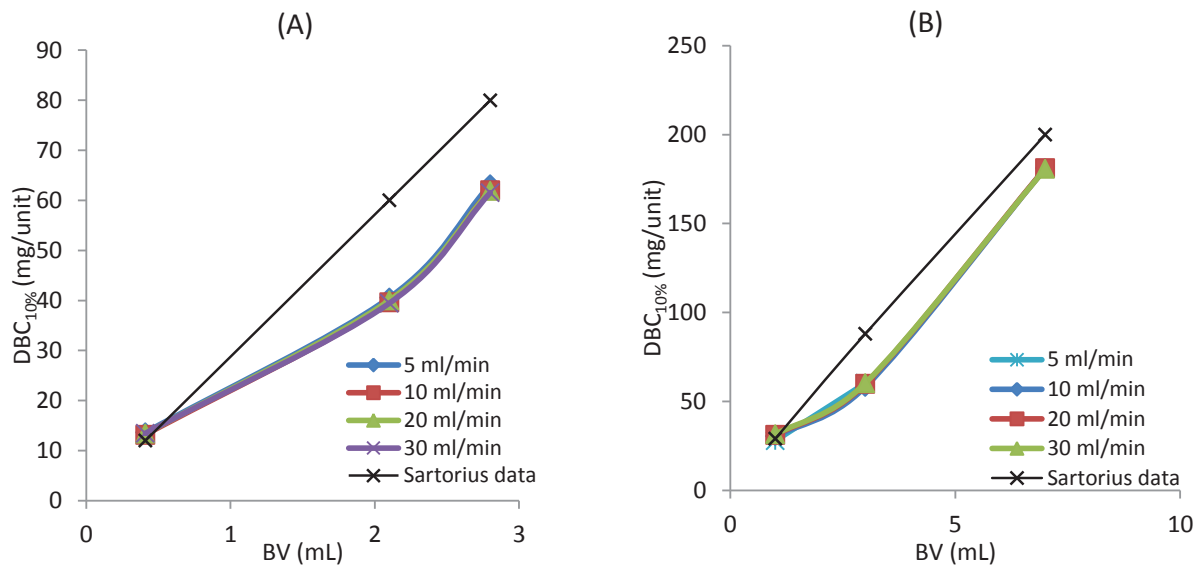 (A)
90
80
70
60
50
40
30
20
10
0
0
1
2
3
DBC10% (mg/unit)
BV (mL)
5 ml/min
10 ml/min
20 ml/min
30 ml/min
Sartorius data
(B)
250
200
150
100
50
0
0
5
10
DBC10% (mg/unit)
BV (mL)
5 ml/min
10 ml/min
20 ml/min
30 ml/min
Sartorius data